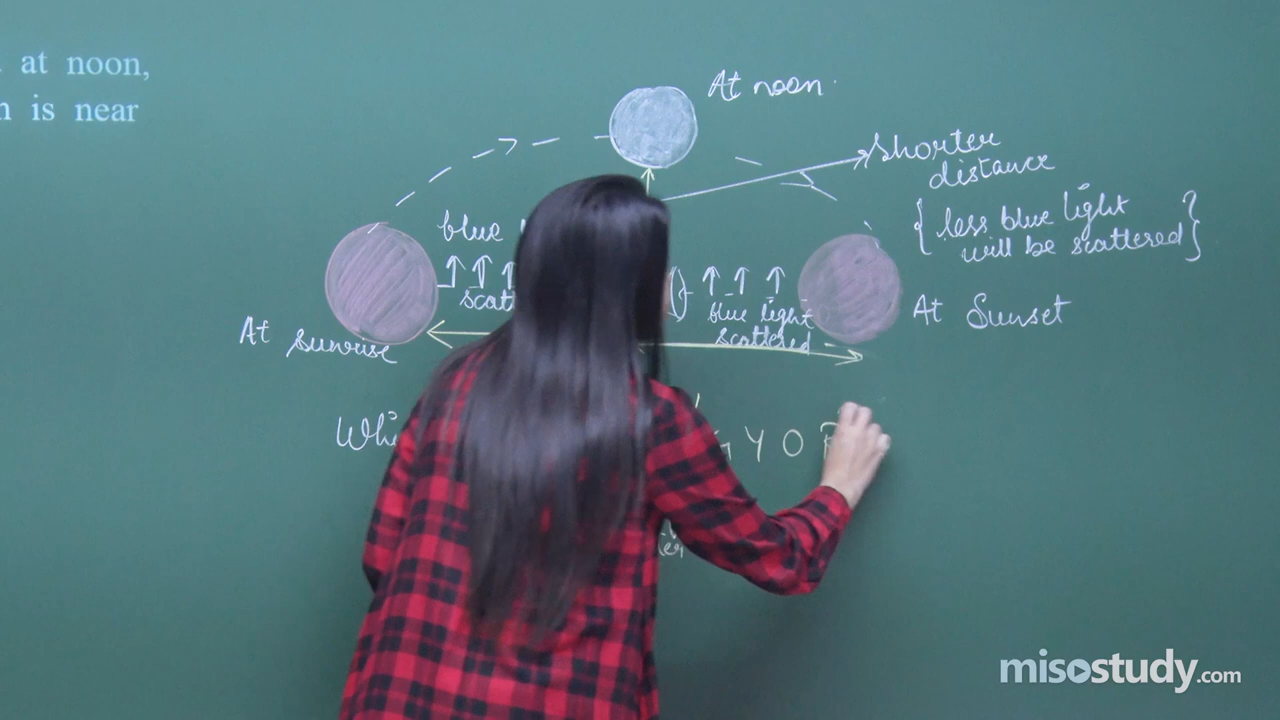 at noon,
is near
At noon.
shorter
distance
{ less blue light
will be scattered }
blue
blue light
scattered
At Sunset
At sunrise
Y O
misostudy.com